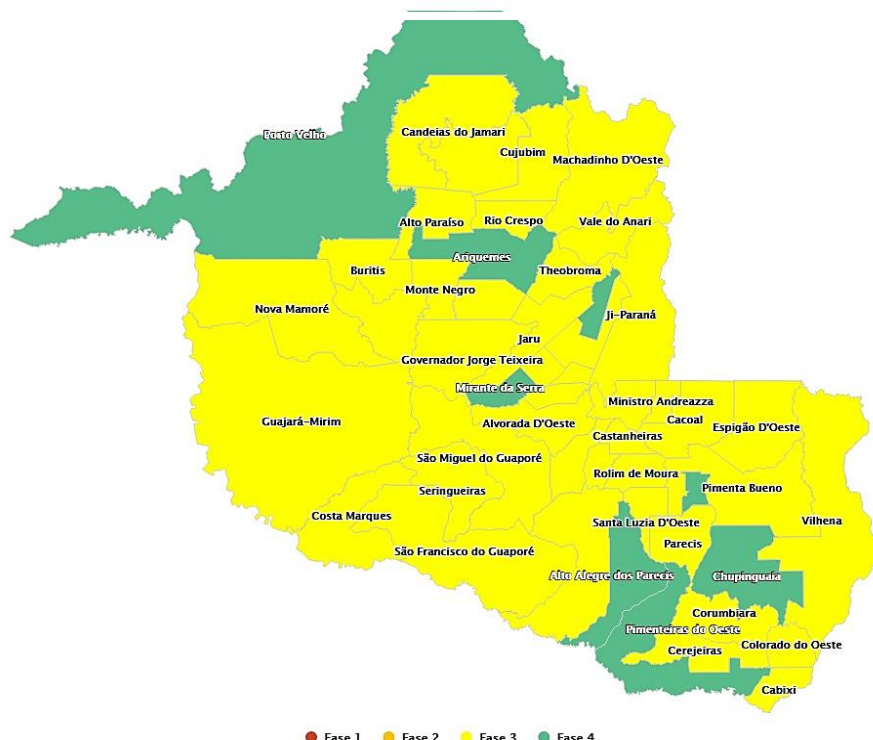 Porto Velho
Candeias do Jamari
Cujubim
Machadinho D'Oeste
Alto Paraíso
Rio Crespo
Vale do Anari
Ariquemes
Buritis
Theobroma
Monte Negro
Nova Mamoré
Ji-Paraná
Jaru
Governador Jorge Teixeira
Mirante da Serra
Ministro Andreazza
Guajará-Mirim
Alvorada D'Oeste
Cacoal
Espigão D'Oeste
Castanheiras
São Miguel do Guaporé
Rolim de Moura
Seringueiras
Pimenta Bueno
Costa Marques
Santa Luzia D'Oeste
Vilhena
São Francisco do Guaporé
Parecis
Alto Alegre dos Parecis
Chupinguaia
Corumbiara
Pimenteiras do Oeste
Cerejeiras
Colorado do Oeste
Cabixi
Fase 1 Fase 2 Fase 3 Fase 4